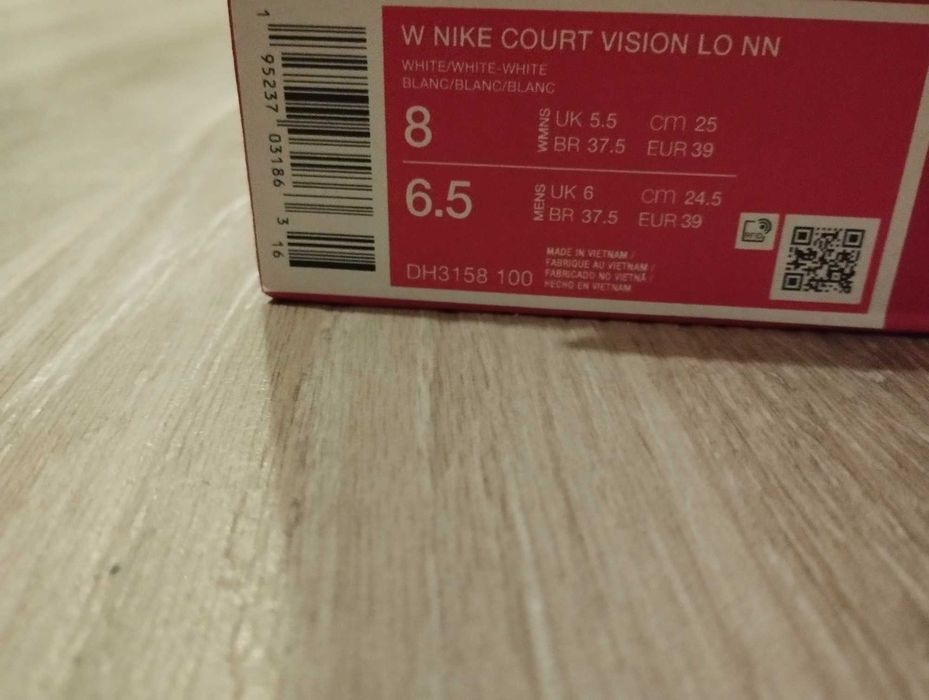 W NIKE COURT VISION LO NN
WHITE/WHITE-WHITE
BLANC/BLANC/BLANC
8
WMNS
UK 5.5 cm 25
BR 37.5 EUR 39
6.5
MENS
UK 6 cm 24.5
BR 37.5 EUR 39
RFID
DH3158 100
MADE IN VIETNAM /
FABRIQUE AU VIETNAM /
FABRICADO NO VIETNÃ /
HECHO EN VIETNAM
1 95237 03186 3 16